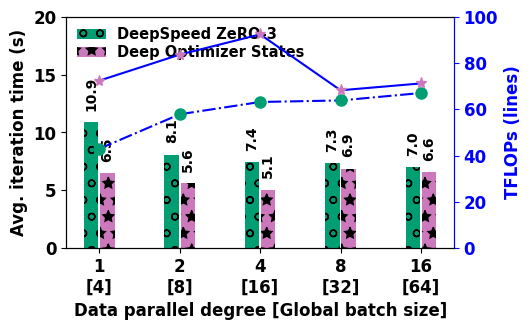 DeepSpeed ZeRO-3
Deep Optimizer States
Avg. iteration time (s)
TFLOPs (lines)
20
15
10
5
0
100
80
60
40
20
0
10.9
8.1
5.6
7.4
5.1
7.3
6.9
7.0
6.6
1 2 4 8 16
[4] [8] [16] [32] [64]
Data parallel degree [Global batch size]